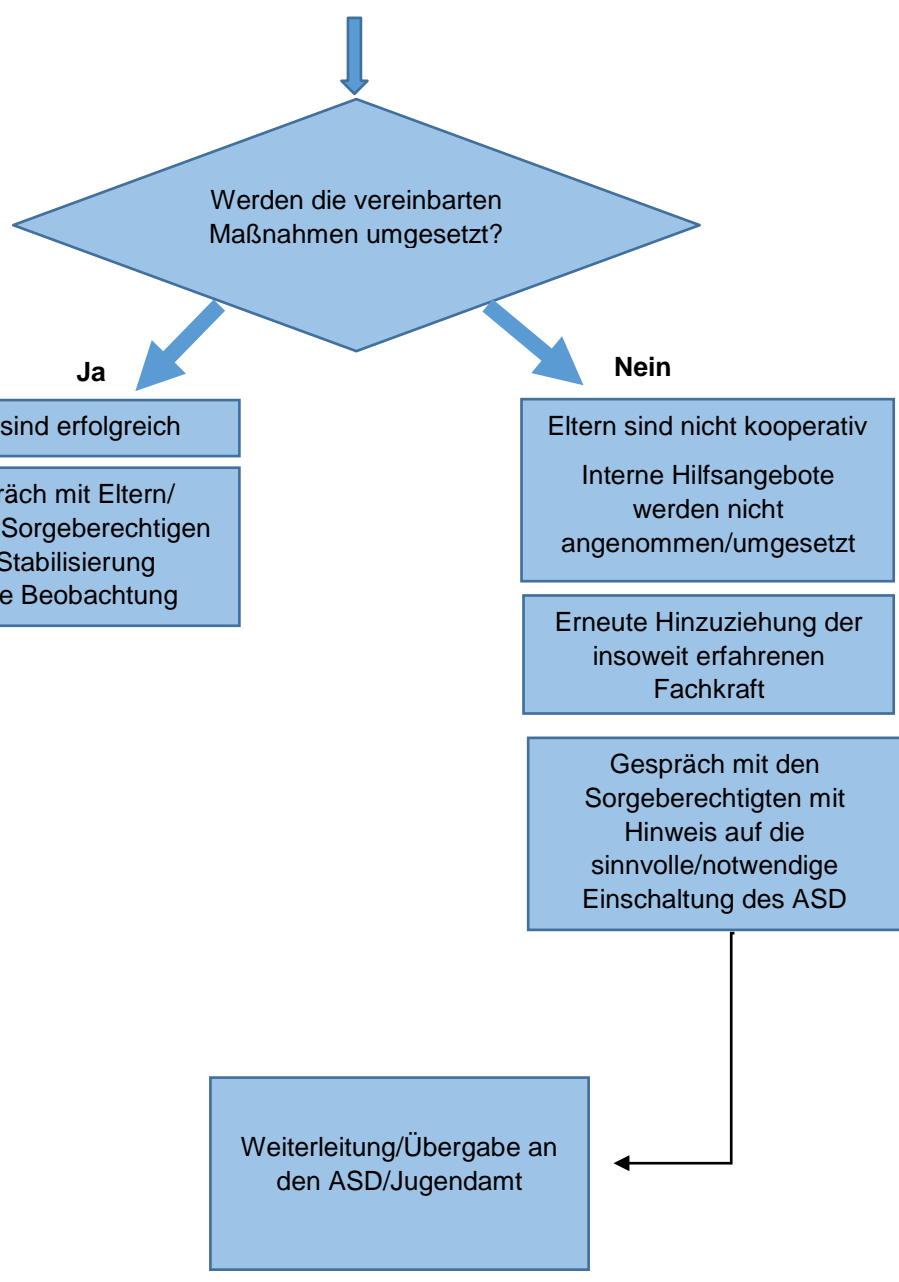 Werden die vereinbarten
Maßnahmen umgesetzt?
Ja
Nein
sind erfolgreich
räch mit Eltern/
Sorgeberechtigen
Stabilisierung
e Beobachtung
Eltern sind nicht kooperativ
Interne Hilfsangebote
werden nicht
angenommen/umgesetzt
Erneute Hinzuziehung der
insoweit erfahrenen
Fachkraft
Gespräch mit den
Sorgeberechtigten mit
Hinweis auf die
sinnvolle/notwendige
Einschaltung des ASD
Weiterleitung/Übergabe an
den ASD/Jugendamt